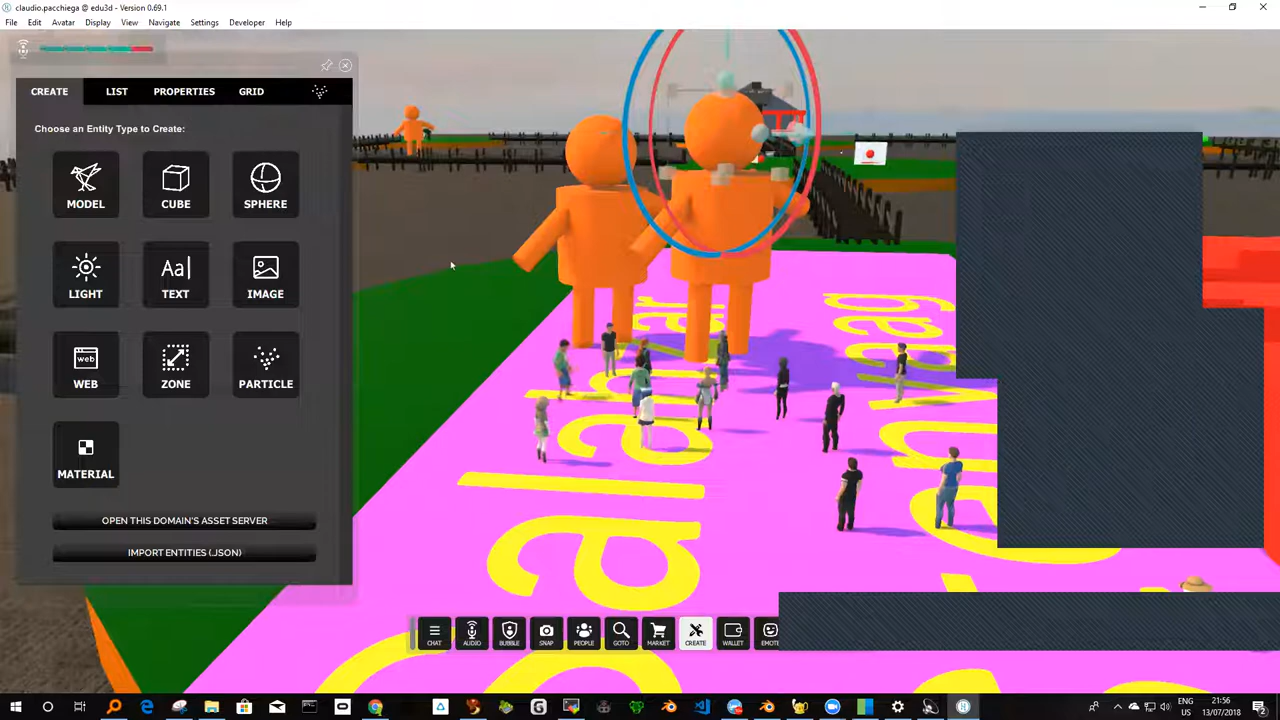 claudio.pacchiega @ edu3d - Version 0.69.1
File Edit Avatar Display View Navigate Settings Developer Help
CREATE LIST PROPERTIES GRID
Choose an Entity Type to Create:
MODEL CUBE SPHERE
Aa
LIGHT TEXT IMAGE
web
WEB ZONE PARTICLE
MATERIAL
OPEN THIS DOMAIN'S ASSET SERVER
IMPORT ENTITIES (.JSON)
CHAT AUDIO BUBBLE SNAP PEOPLE GOTO MARKET CREATE WALLET
ENG 21:56
US 13/07/2018